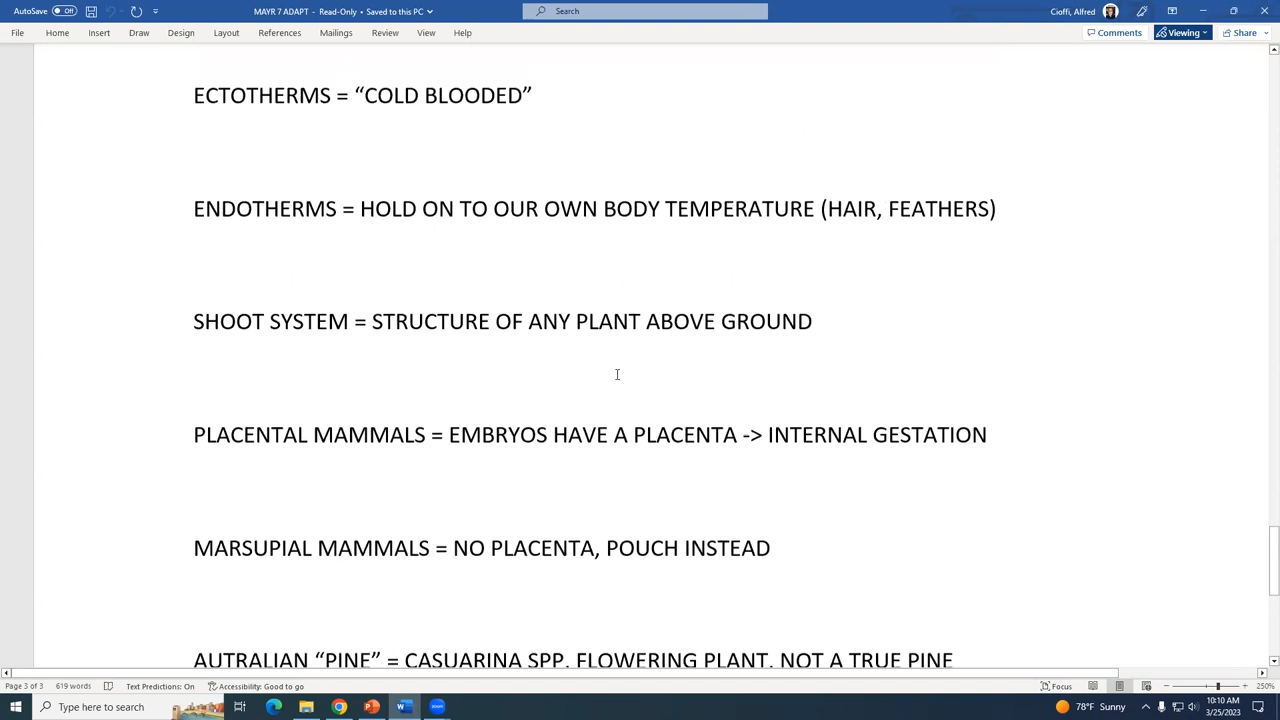 AutoSave Off MAYR 7 ADAPT - Read-Only • Saved to this PC Search Cioffi, Alfred
File Home Insert Draw Design Layout References Mailings Review View Help Comments Viewing Share
ECTOTHERMS = “COLD BLOODED”
ENDOTHERMS = HOLD ON TO OUR OWN BODY TEMPERATURE (HAIR, FEATHERS)
SHOOT SYSTEM = STRUCTURE OF ANY PLANT ABOVE GROUND
PLACENTAL MAMMALS = EMBRYOS HAVE A PLACENTA -> INTERNAL GESTATION
MARSUPIAL MAMMALS = NO PLACENTA, POUCH INSTEAD
AUTRALIAN “PINE” = CASUARINA SPP. FLOWERING PLANT, NOT A TRUE PINE
Page 3 of 3 619 words Text Predictions: On Accessibility: Good to go Focus 250%
Type here to search zoom 78°F Sunny 10:10 AM
3/25/2023